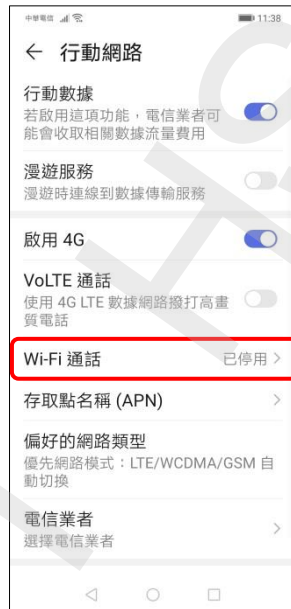 中華電信 11:38
← 行動網路
行動數據
若啟用這項功能，電信業者可
能會收取相關數據流量費用
漫遊服務
漫遊時連線到數據傳輸服務
啟用 4G
VoLTE 通話
使用 4G LTE 數據網路撥打高畫
質電話
Wi-Fi 通話 已停用 >
存取點名稱 (APN) >
偏好的網路類型
優先網路模式：LTE/WCDMA/GSM 自
動切換
電信業者 >
選擇電信業者